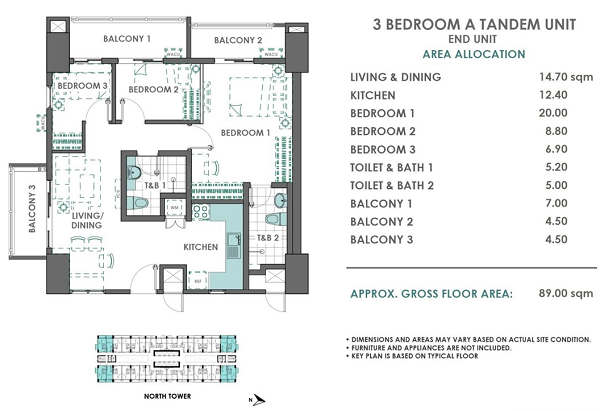 3 BEDROOM A TANDEM UNIT
END UNIT
AREA ALLOCATION
LIVING & DINING 14.70 sqm
KITCHEN 12.40
BEDROOM 1 20.00
BEDROOM 2 8.80
BEDROOM 3 6.90
TOILET & BATH 1 5.20
TOILET & BATH 2 5.00
BALCONY 1 7.00
BALCONY 2 4.50
BALCONY 3 4.50
APPROX. GROSS FLOOR AREA: 89.00 sqm
• DIMENSIONS AND AREAS MAY VARY BASED ON ACTUAL SITE CONDITION.
• FURNITURE AND APPLIANCES ARE NOT INCLUDED.
• KEY PLAN IS BASED ON TYPICAL FLOOR
BALCONY 1
BALCONY 2
WACU
WACU
BEDROOM 3
BEDROOM 2
BEDROOM 1
WACU
T&B 1
BALCONY 3
LIVING/
DINING
WM
KITCHEN
T&B 2
REF
NORTH TOWER
N